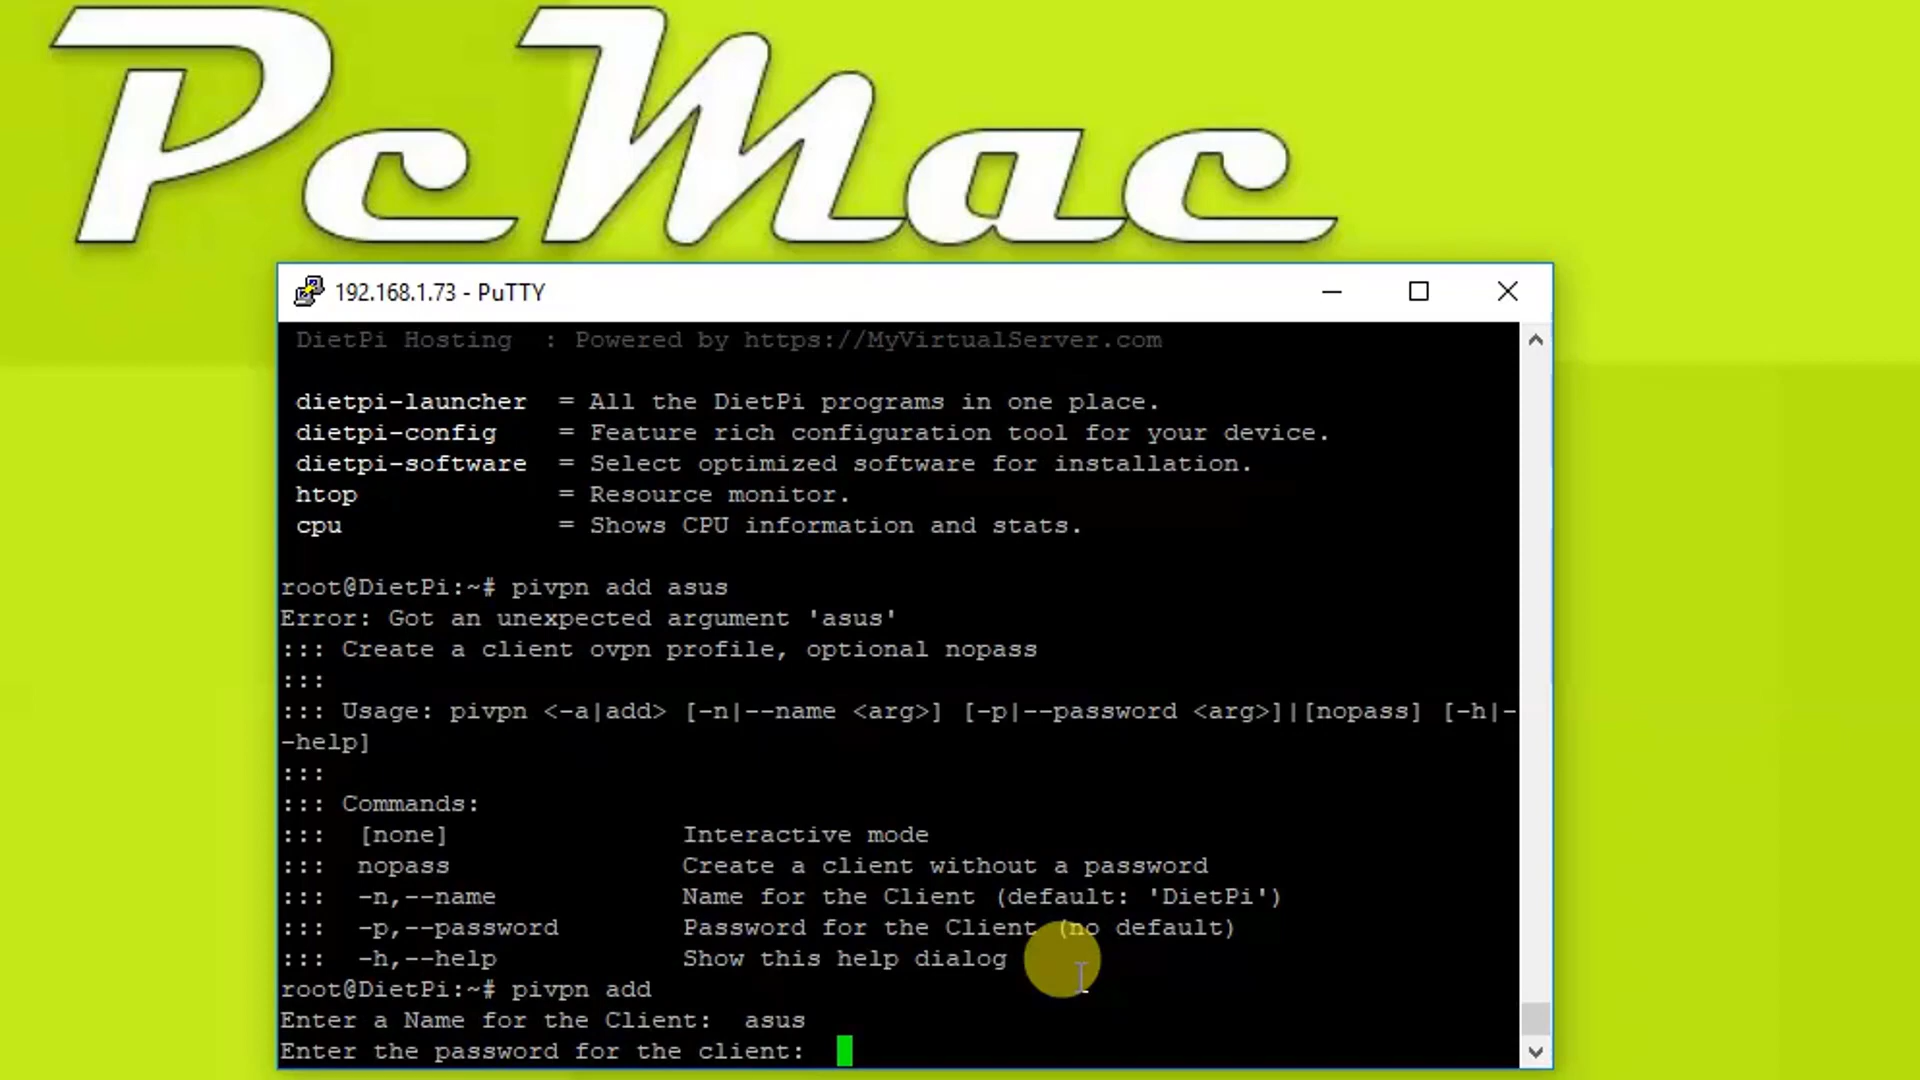 PcMac
192.168.1.73 - PuTTY
DietPi Hosting  : Powered by https://MyVirtualServer.com
dietpi-launcher  = All the DietPi programs in one place.
dietpi-config    = Feature rich configuration tool for your device.
dietpi-software  = Select optimized software for installation.
htop             = Resource monitor.
cpu              = Shows CPU information and stats.
root@DietPi:~# pivpn add asus
Error: Got an unexpected argument 'asus'
::: Create a client ovpn profile, optional nopass
:::
::: Usage: pivpn <-a|add> [-n|--name <arg>] [-p|--password <arg>]|[nopass] [-h|-
-help]
:::
::: Commands:
:::  [none]               Interactive mode
:::  nopass               Create a client without a password
:::  -n,--name            Name for the Client (default: 'DietPi')
:::  -p,--password        Password for the Client (no default)
:::  -h,--help            Show this help dialog
root@DietPi:~# pivpn add
Enter a Name for the Client:  asus
Enter the password for the client: